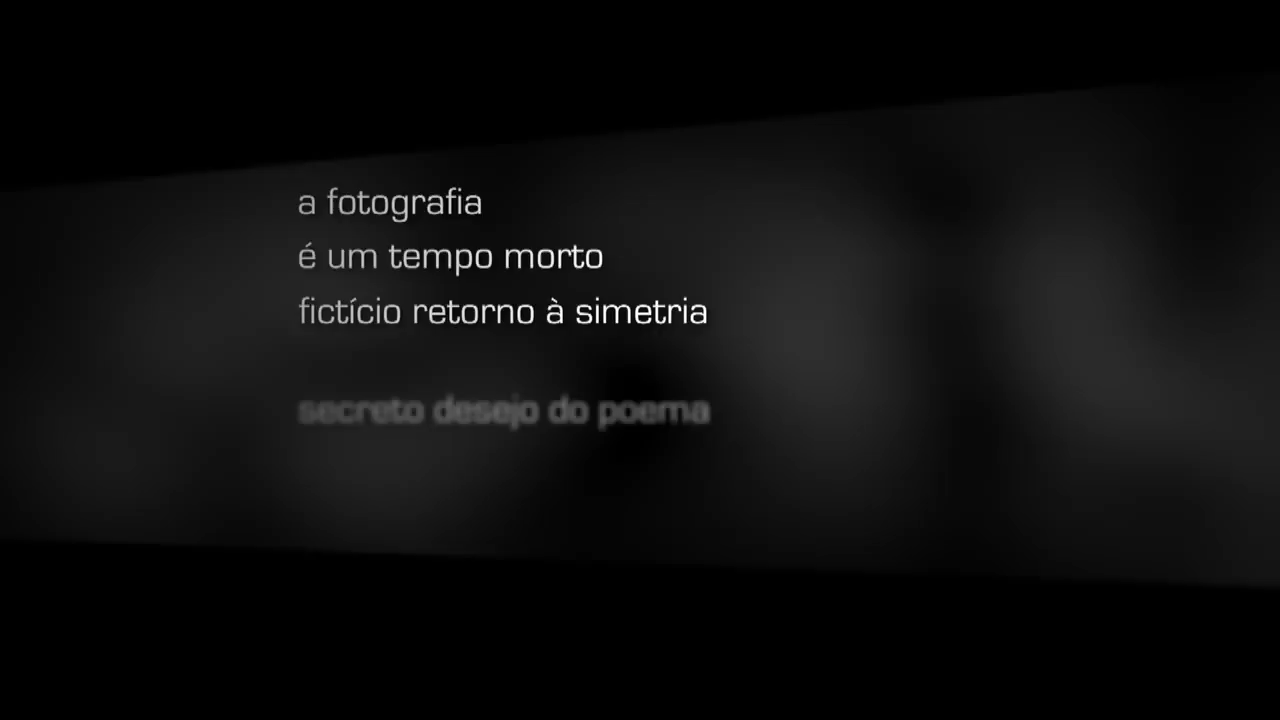 a fotografia
é um tempo morto
fictício retorno à simetria
secreto desejo do poema